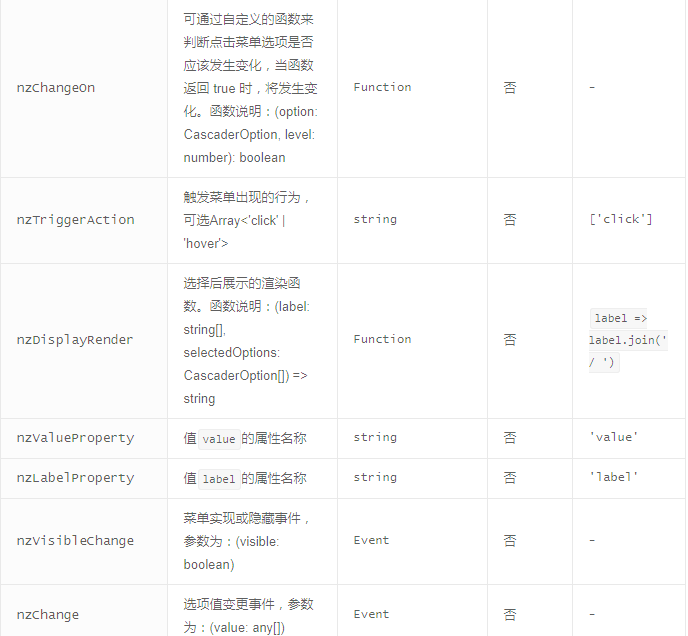 nzChangeOn
可通过自定义的函数来
判断点击菜单选项是否
应该发生变化，当函数
返回 true 时，将发生变
化。函数说明：(option:
CascaderOption, level:
number): boolean
Function
否
-
nzTriggerAction
触发菜单出现的行为，
可选Array<'click' |
'hover'>
string
否
['click']
nzDisplayRender
选择后展示的渲染函
数。函数说明：(label:
string[],
selectedOptions:
CascaderOption[]) =>
string
Function
否
label =>
label.join('
/ ')
nzValueProperty
值 value 的属性名称
string
否
'value'
nzLabelProperty
值 label 的属性名称
string
否
'label'
nzVisibleChange
菜单实现或隐藏事件，
参数为：(visible:
boolean)
Event
否
-
nzChange
选项值变更事件，参数
为：(value: any[])
Event
否
-